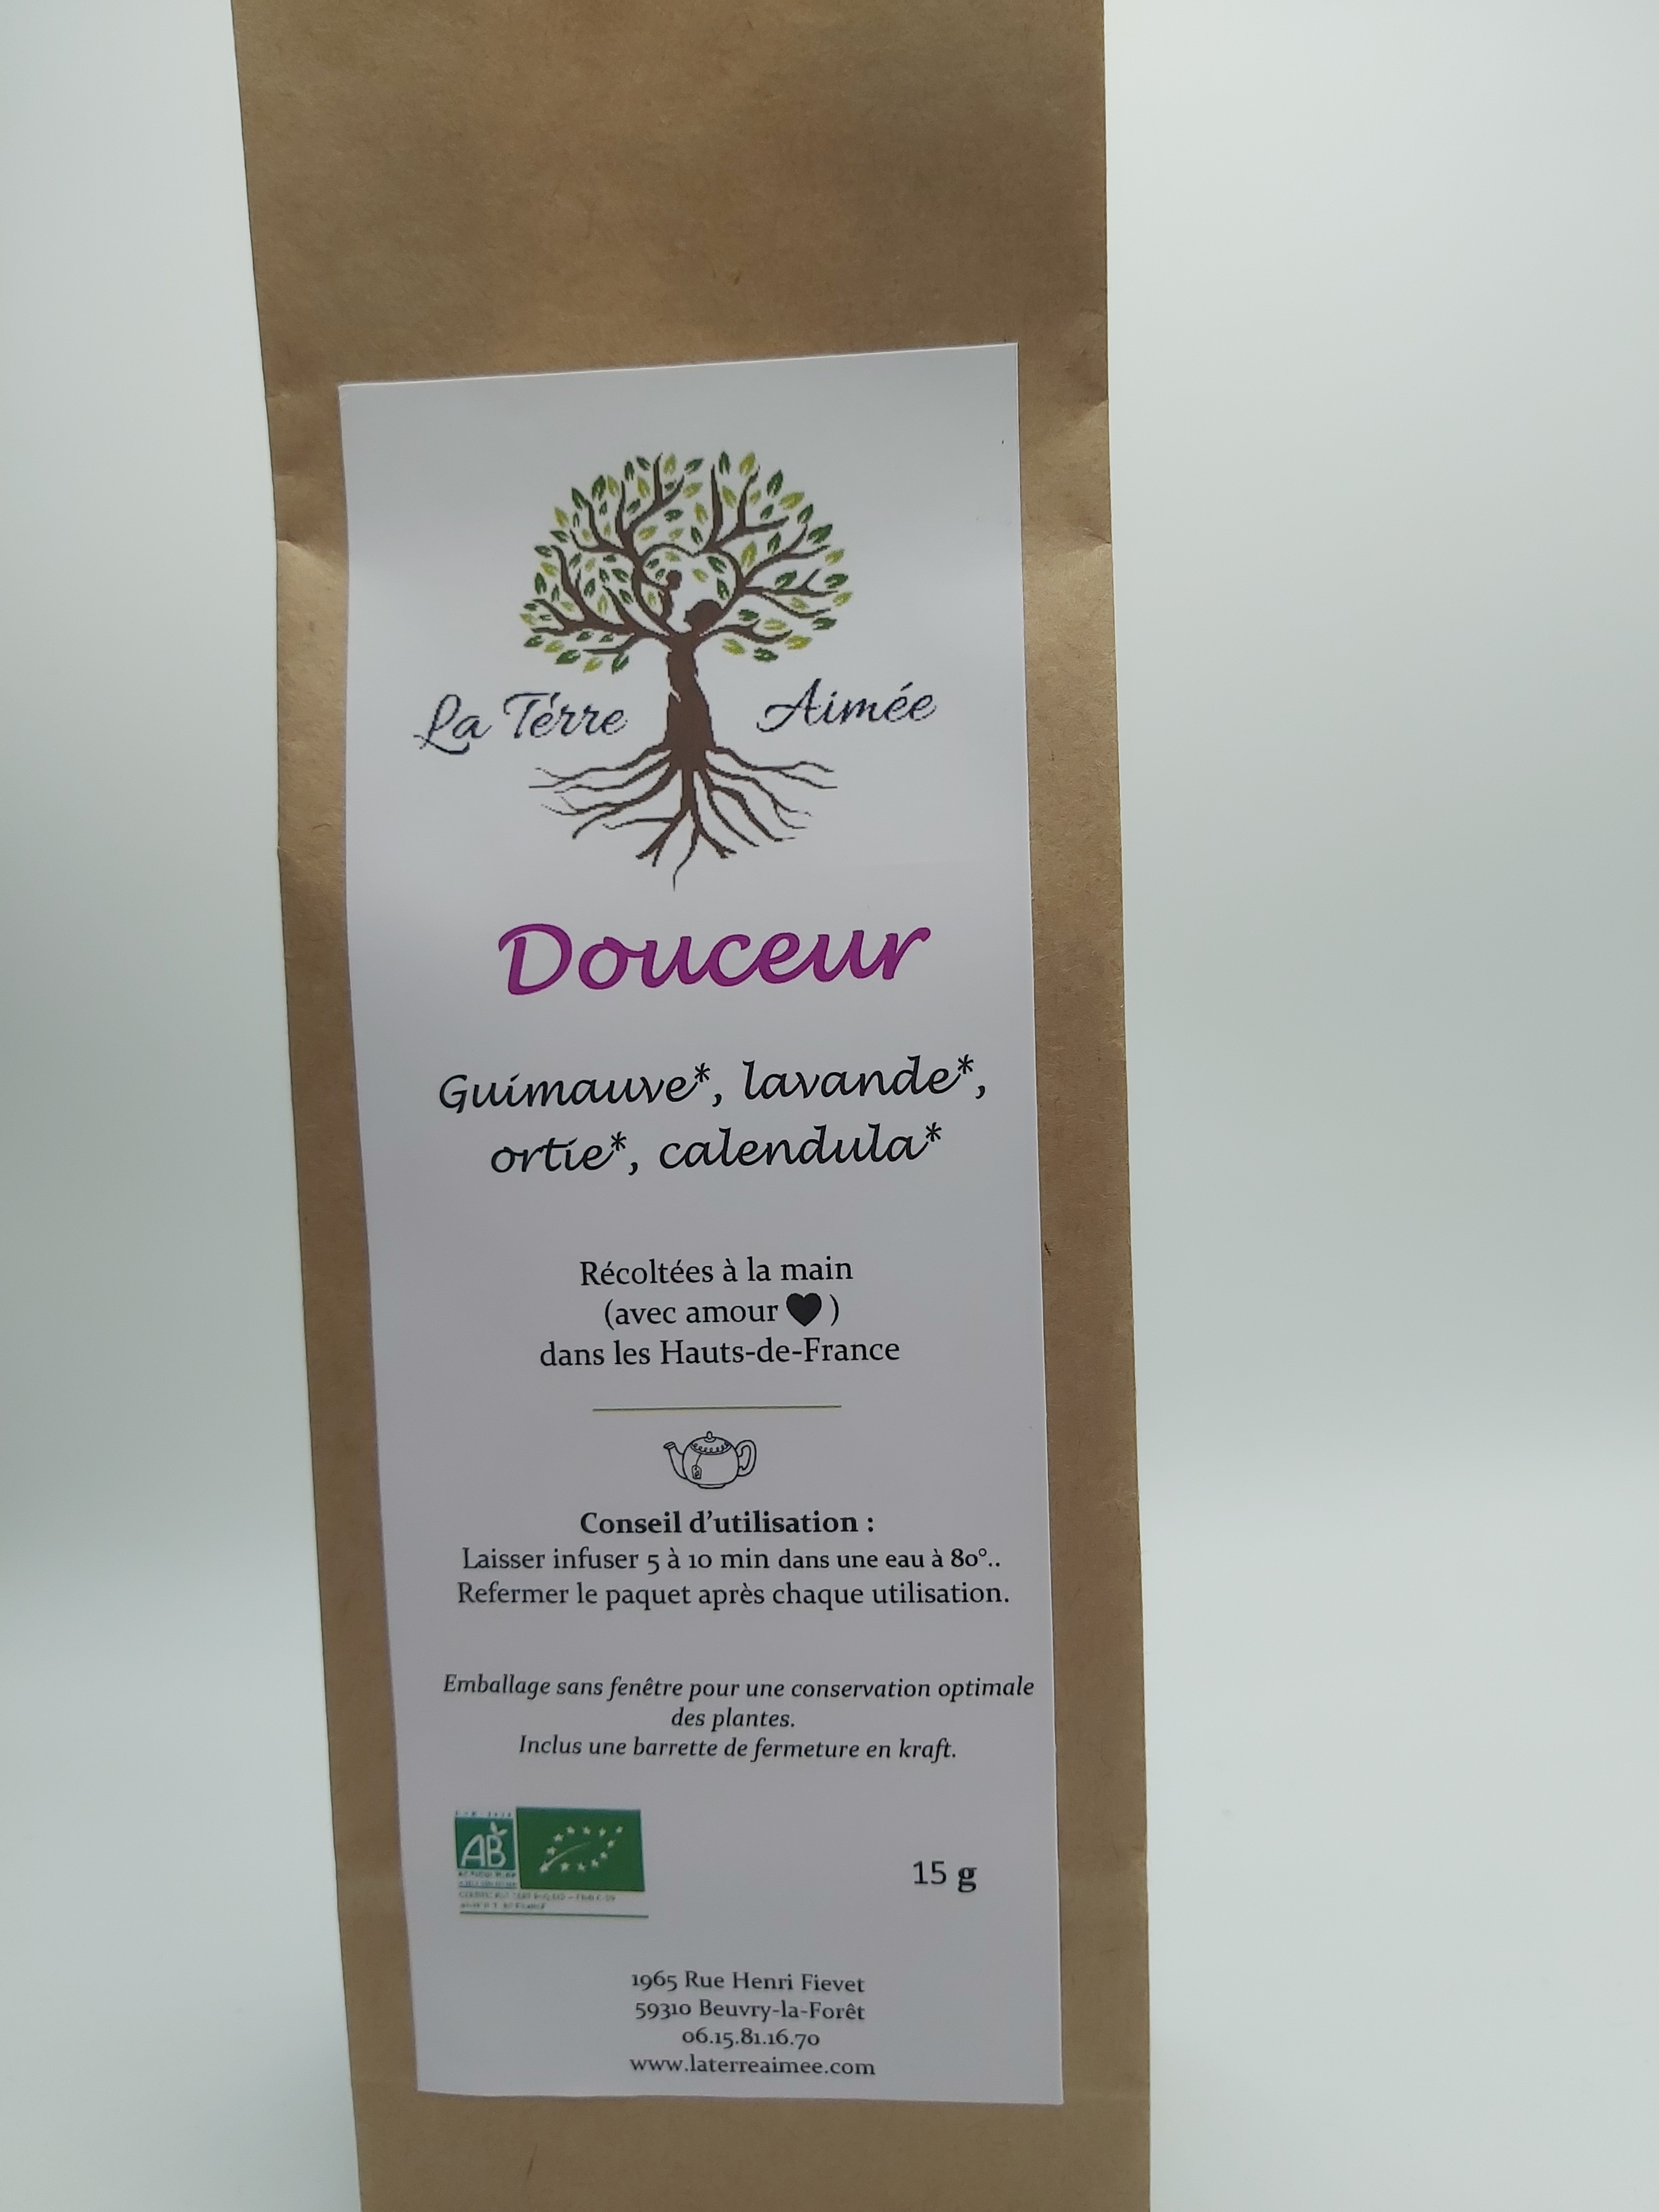 La Terre Aimée
Douceur
Guimauve*, lavande*,
ortie*, calendula*
Récoltées à la main
(avec amour ♥)
dans les Hauts-de-France
Conseil d'utilisation :
Laisser infuser 5 à 10 min dans une eau à 80°..
Refermer le paquet après chaque utilisation.
Emballage sans fenêtre pour une conservation optimale
des plantes.
Inclus une barrette de fermeture en kraft.
AB
15 g
1965 Rue Henri Fievet
59310 Beuvry-la-Forêt
06.15.81.16.70
www.laterreaimee.com